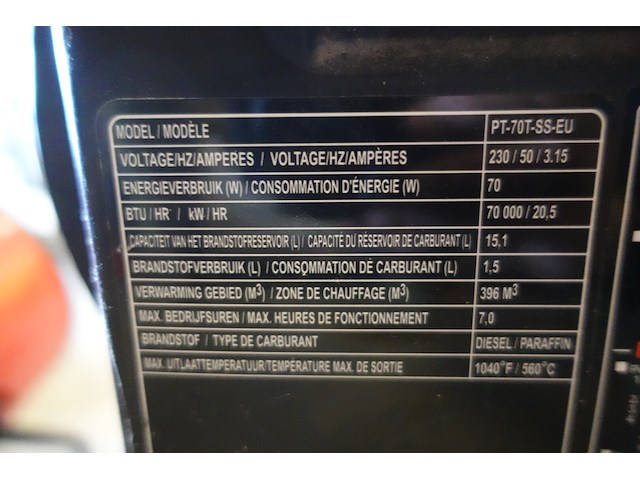 MODEL / MODÈLE PT-70T-SS-EU
VOLTAGE/HZ/AMPERES / VOLTAGE/HZ/AMPÈRES 230 / 50 / 3.15
ENERGIEVERBRUIK (W) / CONSOMMATION D'ÉNERGIE (W) 70
BTU / HR / kW / HR 70 000 / 20,5
CAPACITEIT VAN HET BRANDSTOFRESERVOIR (L) / CAPACITÉ DU RÉSERVOIR DE CARBURANT (L) 15,1
BRANDSTOFVERBRUIK (L) / CONSOMMATION DE CARBURANT (L) 1,5
VERWARMING GEBIED (M³) / ZONE DE CHAUFFAGE (M³) 396 M³
MAX. BEDRIJFSUREN / MAX. HEURES DE FONCTIONNEMENT 7,0
BRANDSTOF / TYPE DE CARBURANT DIESEL / PARAFFIN
MAX. UITLAATTEMPERATUUR/TEMPÉRATURE MAX. DE SORTIE 1040°F / 560°C